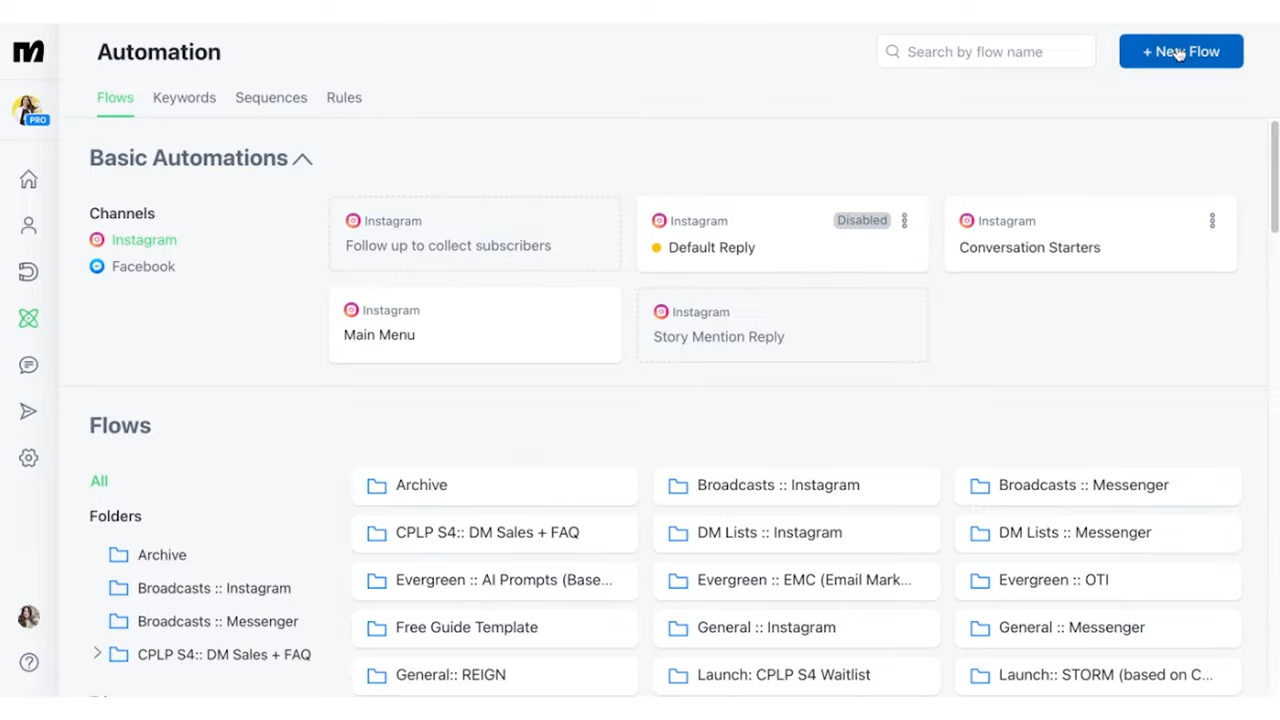 Automation
Search by flow name
+ New Flow
PRO
Flows Keywords Sequences Rules
Basic Automations
Channels
Instagram
Facebook
Instagram
Follow up to collect subscribers
Instagram Disabled
Default Reply
Instagram
Conversation Starters
Instagram
Main Menu
Instagram
Story Mention Reply
Flows
All
Folders
Archive
Broadcasts :: Instagram
Broadcasts :: Messenger
CPLP S4:: DM Sales + FAQ
Archive
Broadcasts :: Instagram
Broadcasts :: Messenger
CPLP S4:: DM Sales + FAQ
DM Lists :: Instagram
DM Lists :: Messenger
Evergreen :: AI Prompts (Base...
Evergreen :: EMC (Email Mark...
Evergreen :: OTI
Free Guide Template
General :: Instagram
General :: Messenger
General:: REIGN
Launch: CPLP S4 Waitlist
Launch:: STORM (based on C...